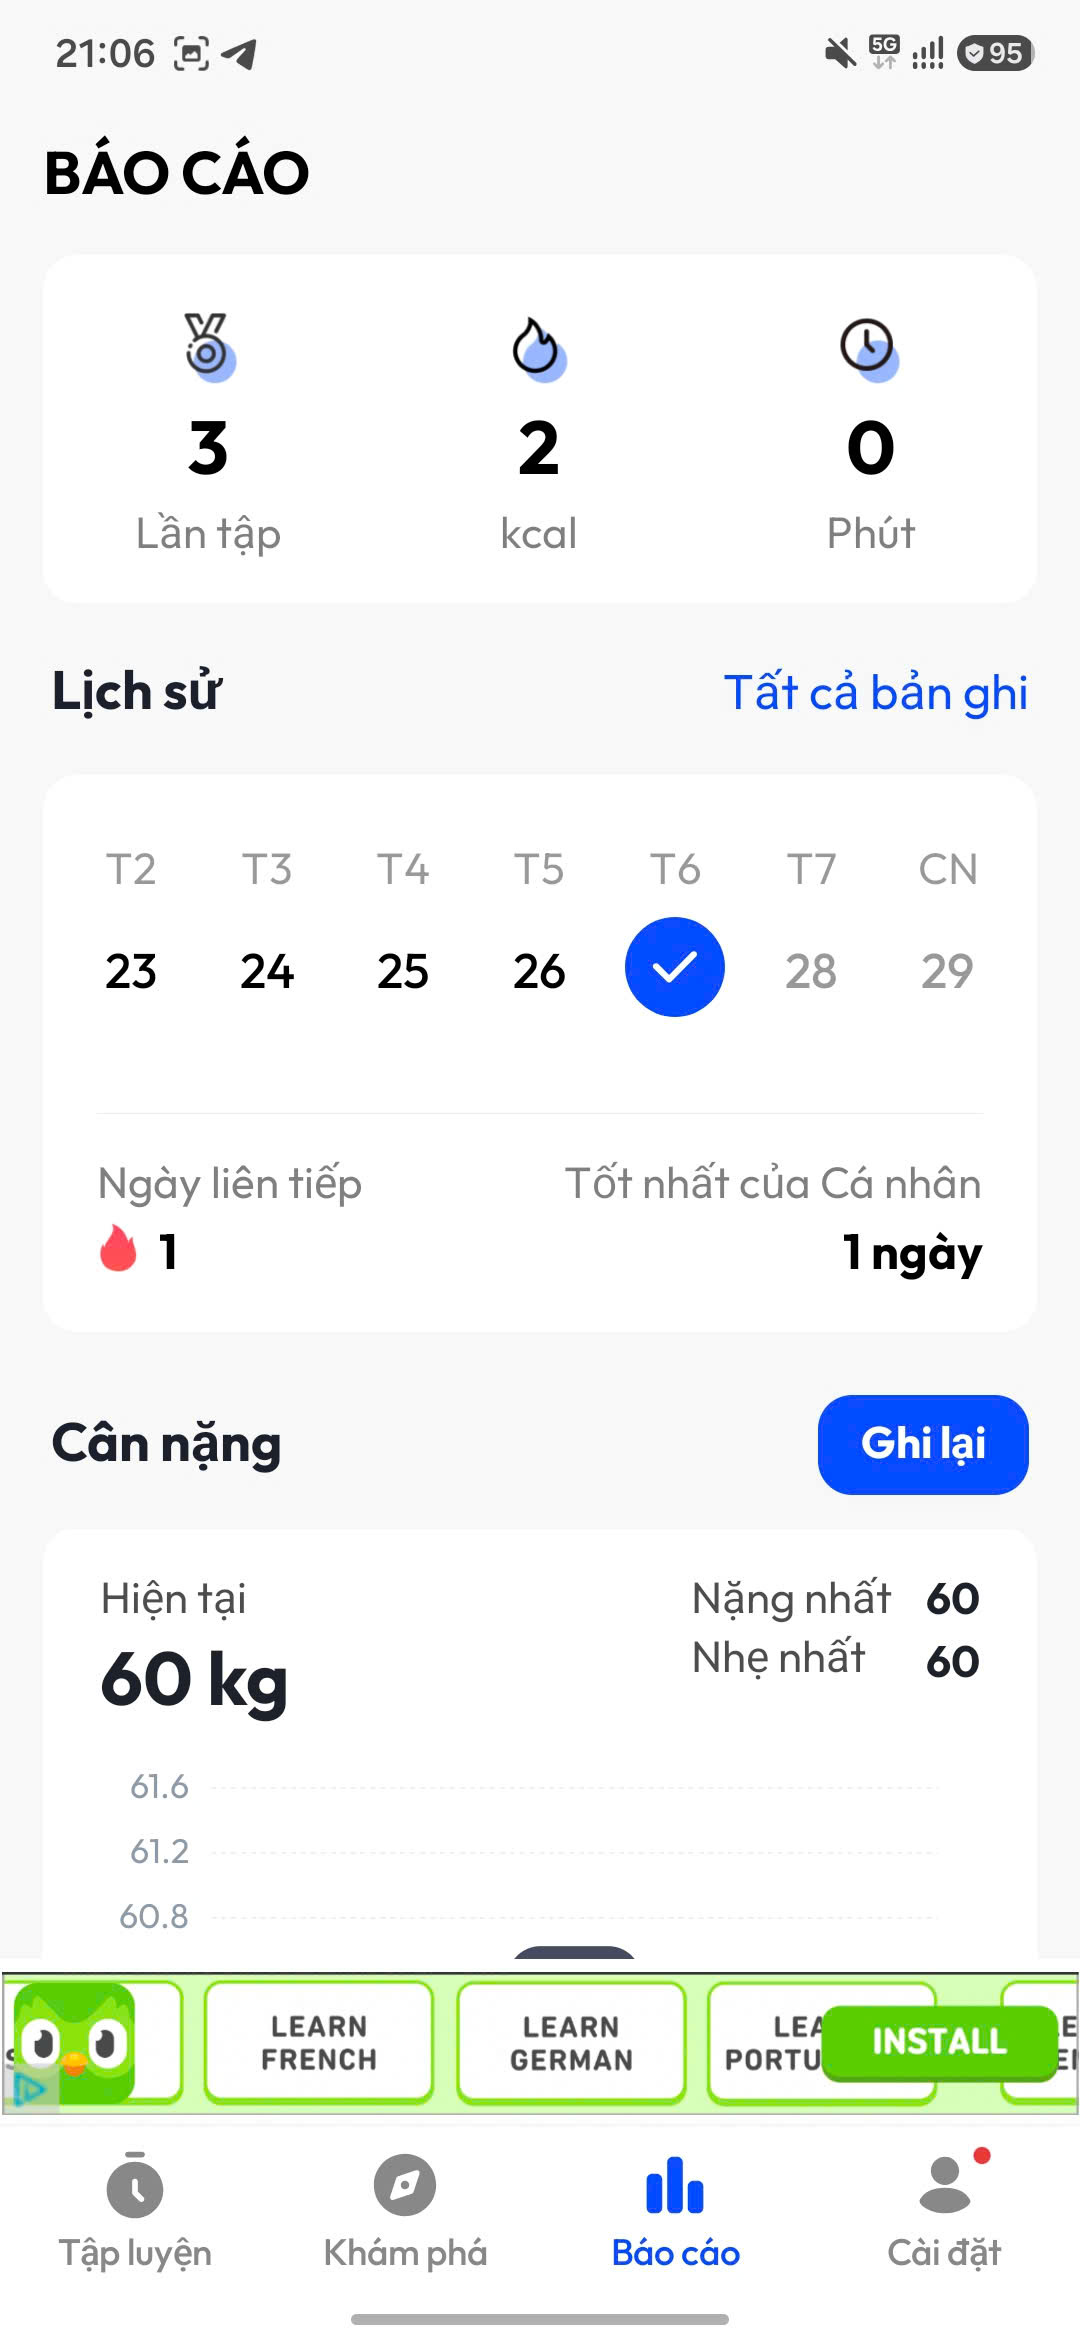 21:06
5G
95
BÁO CÁO
3 2 0
Lần tập kcal Phút
Lịch sử Tất cả bản ghi
T2 T3 T4 T5 T6 T7 CN
23 24 25 26 28 29
Ngày liên tiếp Tốt nhất của Cá nhân
1 1 ngày
Cân nặng Ghi lại
Hiện tại Nặng nhất 60
60 kg Nhẹ nhất 60
61.6
61.2
60.8
LEARN FRENCH
LEARN GERMAN
INSTALL
Tập luyện Khám phá Báo cáo Cài đặt